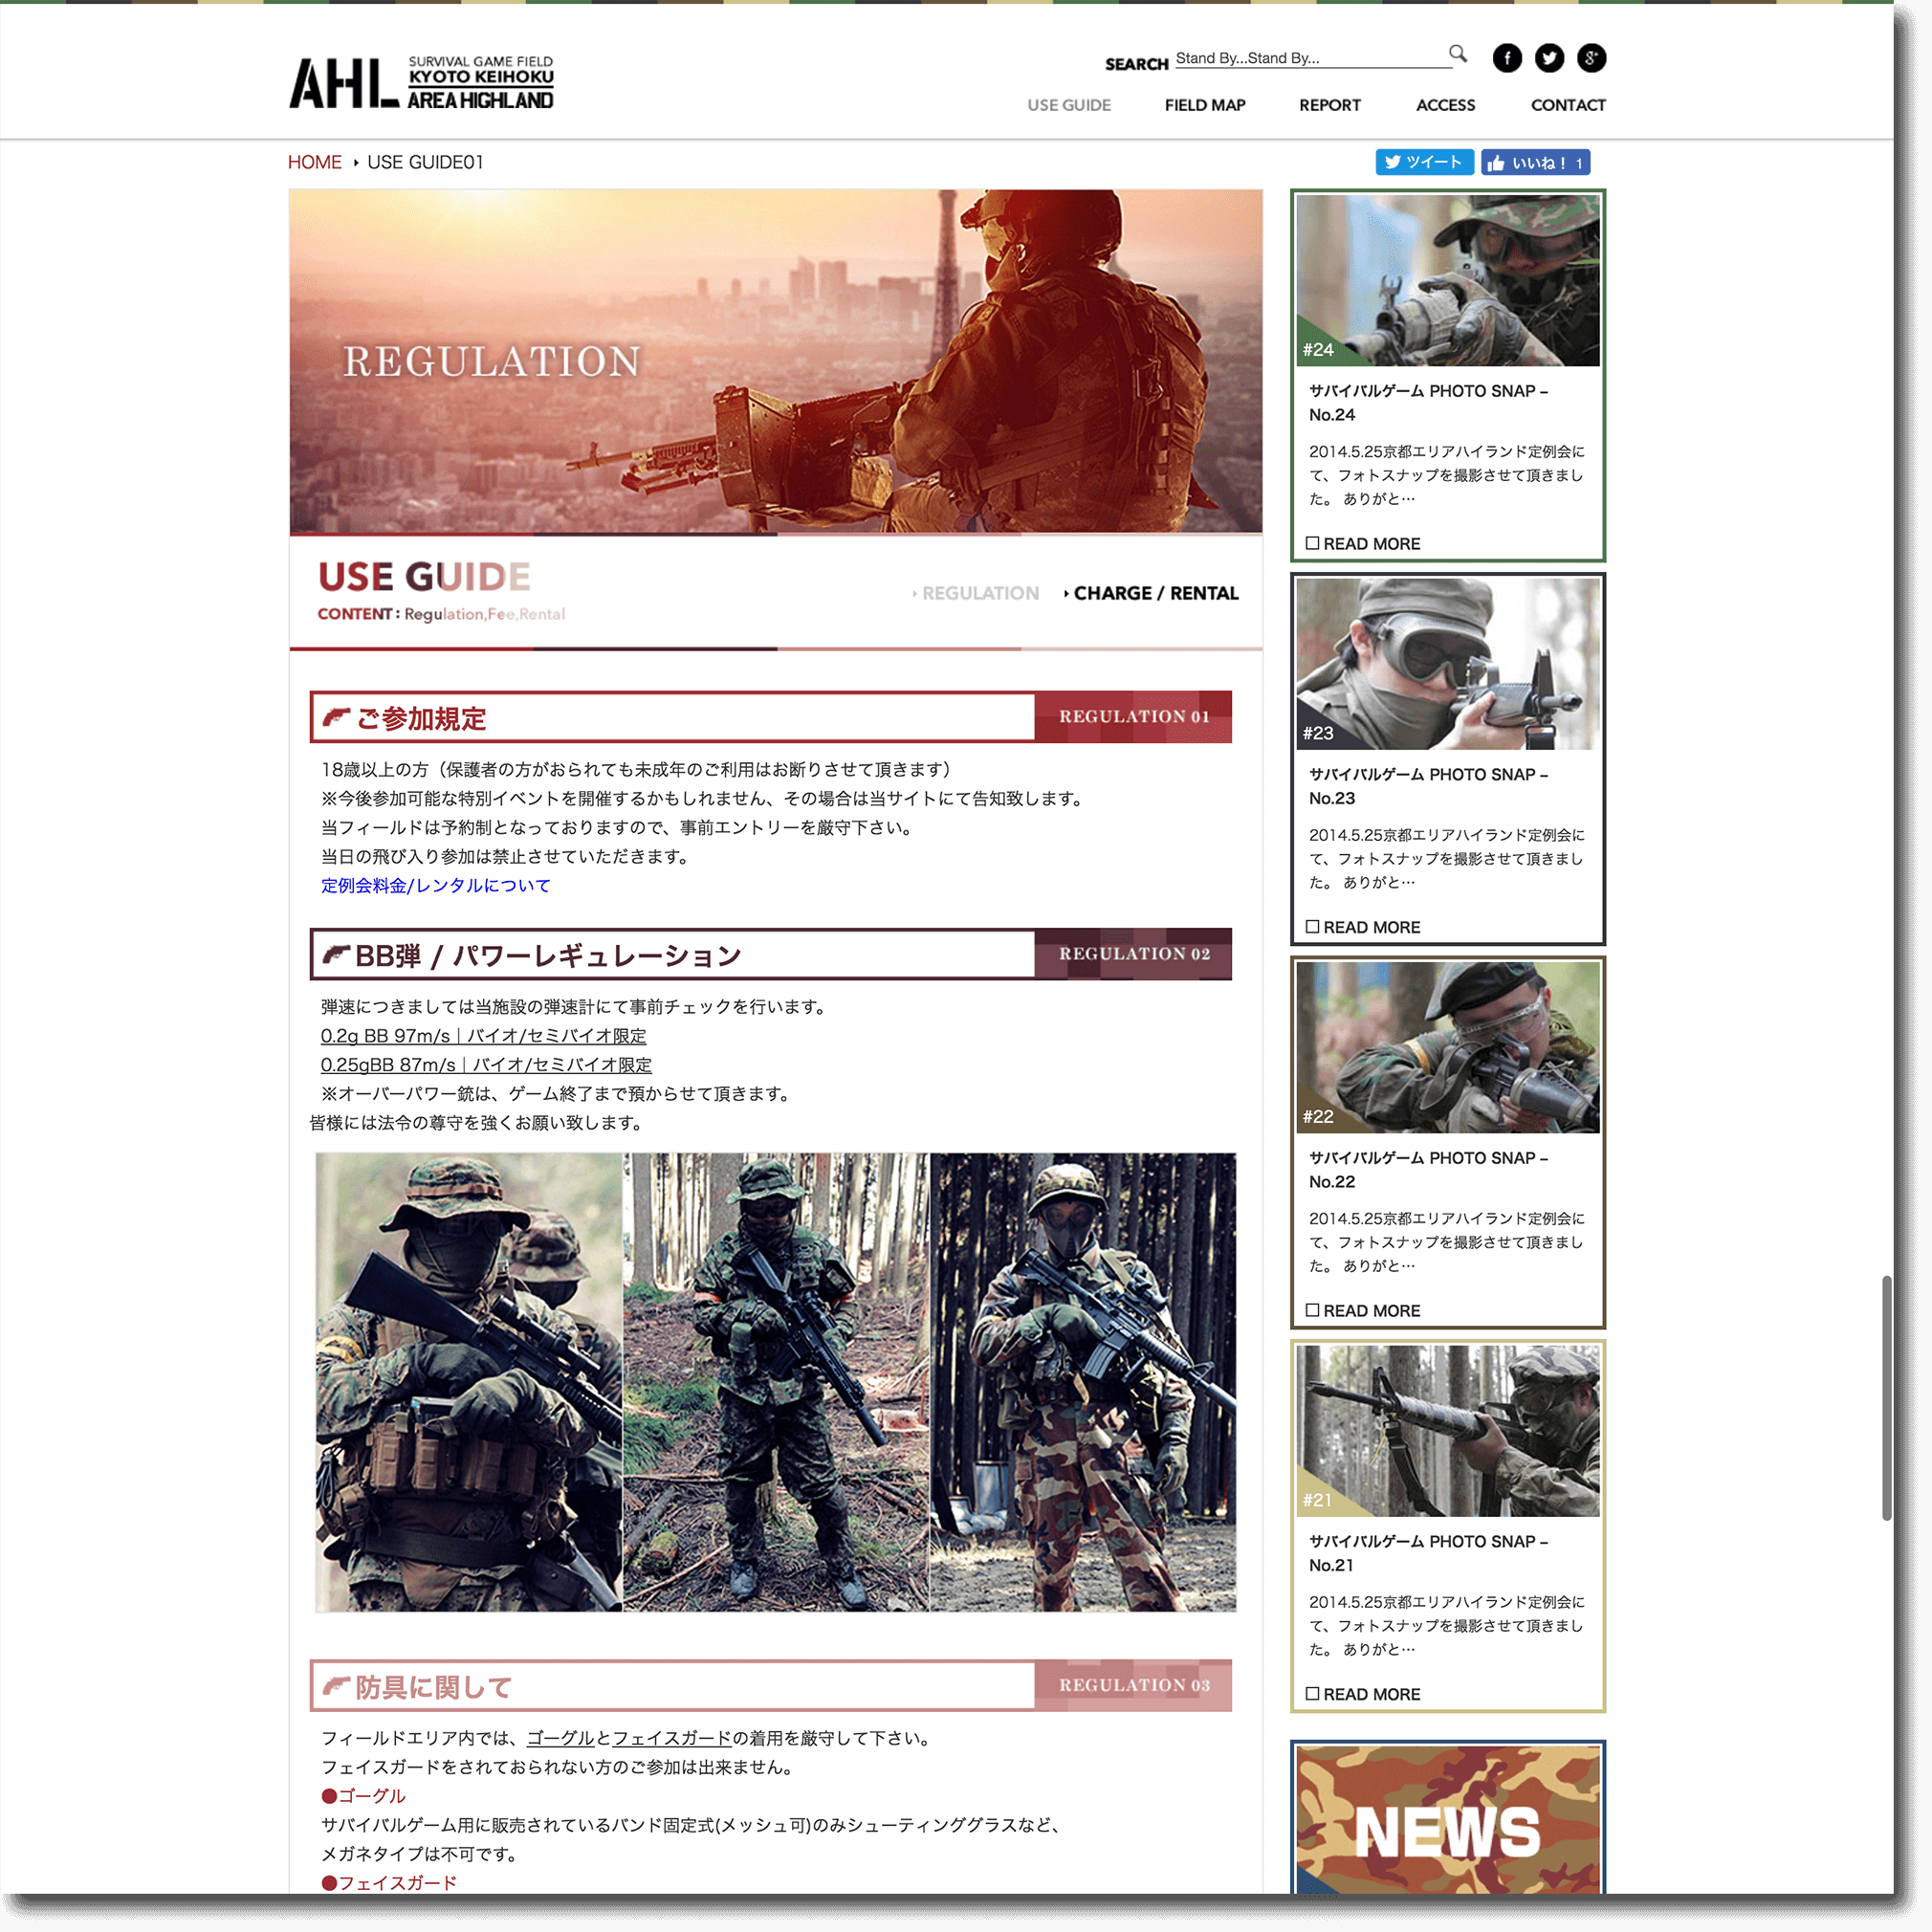 AHL
SURVIVAL GAME FIELD
KYOTO KEIHOKU
AREA HIGHLAND
SEARCH Stand By...Stand By...
USE GUIDE FIELD MAP REPORT ACCESS CONTACT
HOME USE GUIDE01
ツイート いいね！ 1
REGULATION
USE GUIDE
CONTENT : Regulation,Fee,Rental
REGULATION CHARGE / RENTAL
ご参加規定 REGULATION 01
18歳以上の方（保護者の方がおられても未成年のご利用はお断りさせて頂きます）
※今後参加可能な特別イベントを開催するかもしれません、その場合は当サイトにて告知致します。
当フィールドは予約制となっておりますので、事前エントリーを厳守下さい。
当日の飛び入り参加は禁止させていただきます。
定例会料金/レンタルについて
BB弾 / パワーレギュレーション REGULATION 02
弾速につきましては当施設の弾速計にて事前チェックを行います。
0.2g BB 97m/s｜バイオ/セミバイオ限定
0.25gBB 87m/s｜バイオ/セミバイオ限定
※オーバーパワー銃は、ゲーム終了まで預からせて頂きます。
皆様には法令の尊守を強くお願い致します。
防具に関して REGULATION 03
フィールドエリア内では、ゴーグルとフェイスガードの着用を厳守して下さい。
フェイスガードをされておられない方のご参加は出来ません。
●ゴーグル
サバイバルゲーム用に販売されているバンド固定式(メッシュ可)のみシューティンググラスなど、
メガネタイプは不可です。
●フェイスガード
#24
サバイバルゲーム PHOTO SNAP –
No.24
2014.5.25京都エリアハイランド定例会に
て、フォトスナップを撮影させて頂きまし
た。 ありがと…
READ MORE
#23
サバイバルゲーム PHOTO SNAP –
No.23
2014.5.25京都エリアハイランド定例会に
て、フォトスナップを撮影させて頂きまし
た。 ありがと…
READ MORE
#22
サバイバルゲーム PHOTO SNAP –
No.22
2014.5.25京都エリアハイランド定例会に
て、フォトスナップを撮影させて頂きまし
た。 ありがと…
READ MORE
#21
サバイバルゲーム PHOTO SNAP –
No.21
2014.5.25京都エリアハイランド定例会に
て、フォトスナップを撮影させて頂きまし
た。 ありがと…
READ MORE
NEWS